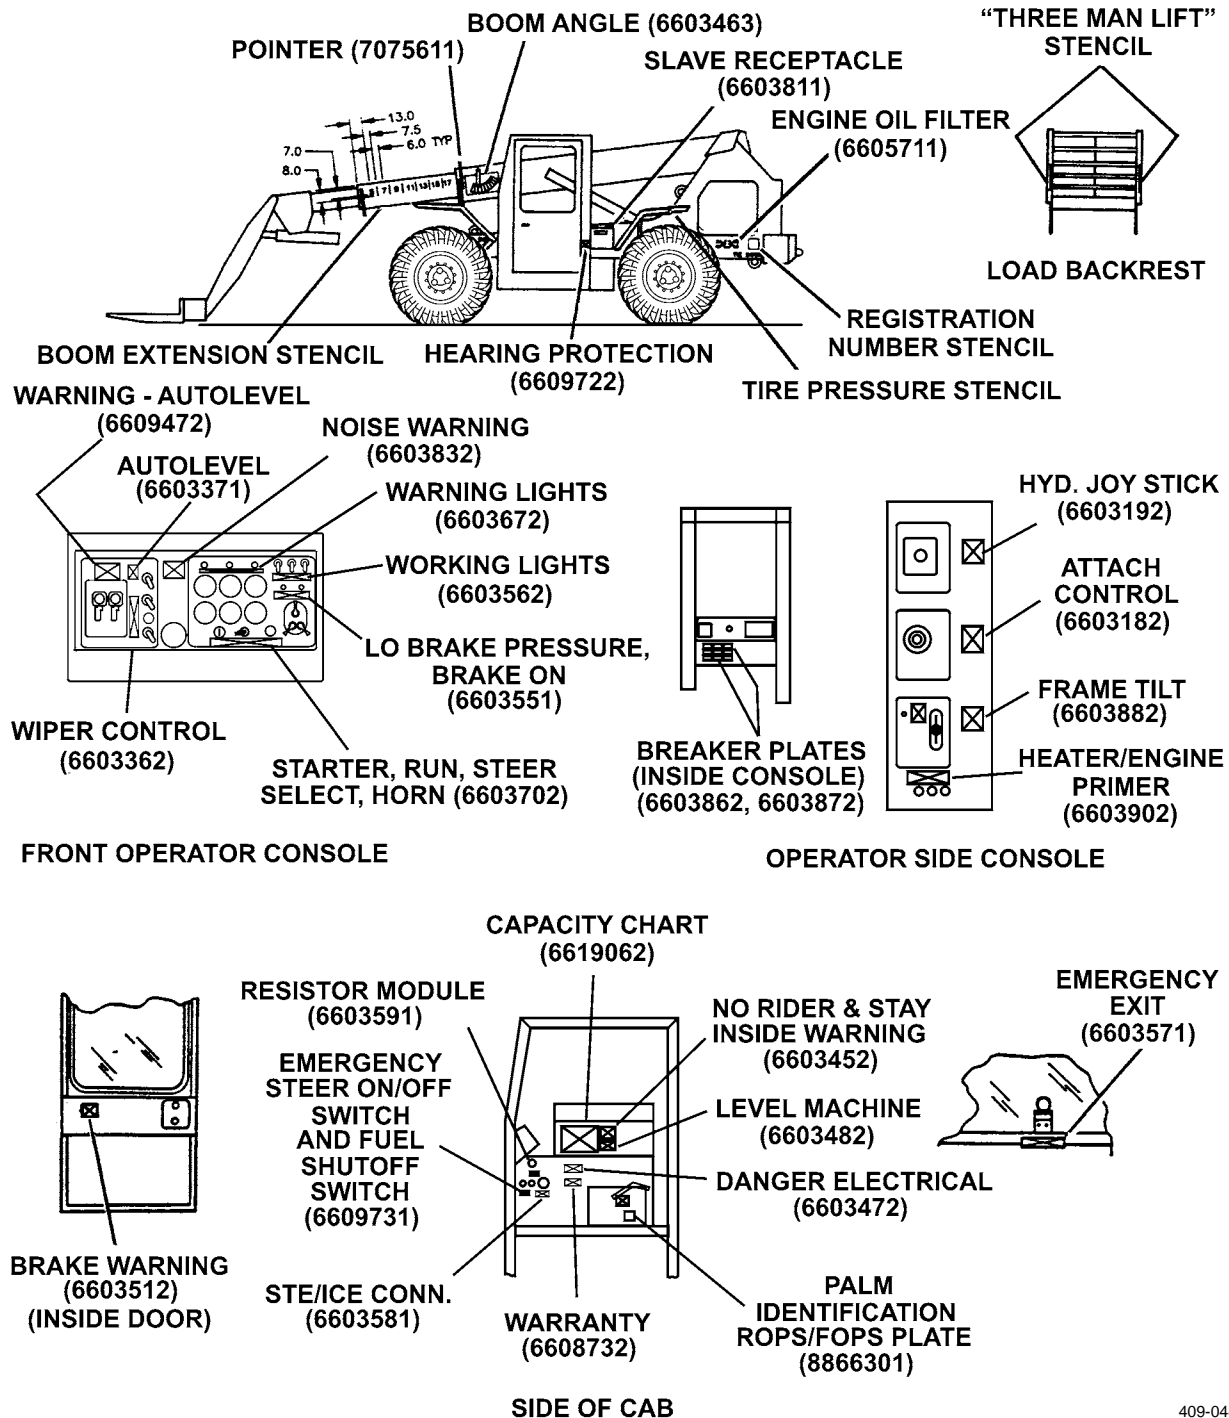 BOOM ANGLE (6603463)
POINTER (7075611)
SLAVE RECEPTACLE
(6603811)
ENGINE OIL FILTER
(6605711)
“THREE MAN LIFT”
STENCIL
LOAD BACKREST
13.0
7.5
6.0 TYP
7.0
8.0
BOOM EXTENSION STENCIL
HEARING PROTECTION
(6609722)
REGISTRATION
NUMBER STENCIL
TIRE PRESSURE STENCIL
WARNING - AUTOLEVEL
(6609472)
AUTOLEVEL
(6603371)
NOISE WARNING
(6603832)
WARNING LIGHTS
(6603672)
WORKING LIGHTS
(6603562)
LO BRAKE PRESSURE,
BRAKE ON
(6603551)
WIPER CONTROL
(6603362)
STARTER, RUN, STEER
SELECT, HORN (6603702)
FRONT OPERATOR CONSOLE
BREAKER PLATES
(INSIDE CONSOLE)
(6603862, 6603872)
HYD. JOY STICK
(6603192)
ATTACH
CONTROL
(6603182)
FRAME TILT
(6603882)
HEATER/ENGINE
PRIMER
(6603902)
OPERATOR SIDE CONSOLE
BRAKE WARNING
(6603512)
(INSIDE DOOR)
CAPACITY CHART
(6619062)
RESISTOR MODULE
(6603591)
EMERGENCY
STEER ON/OFF
SWITCH
AND FUEL
SHUTOFF
SWITCH
(6609731)
STE/ICE CONN.
(6603581)
WARRANTY
(6608732)
NO RIDER & STAY
INSIDE WARNING
(6603452)
LEVEL MACHINE
(6603482)
DANGER ELECTRICAL
(6603472)
PALM
IDENTIFICATION
ROPS/FOPS PLATE
(8866301)
SIDE OF CAB
EMERGENCY
EXIT
(6603571)
409-04